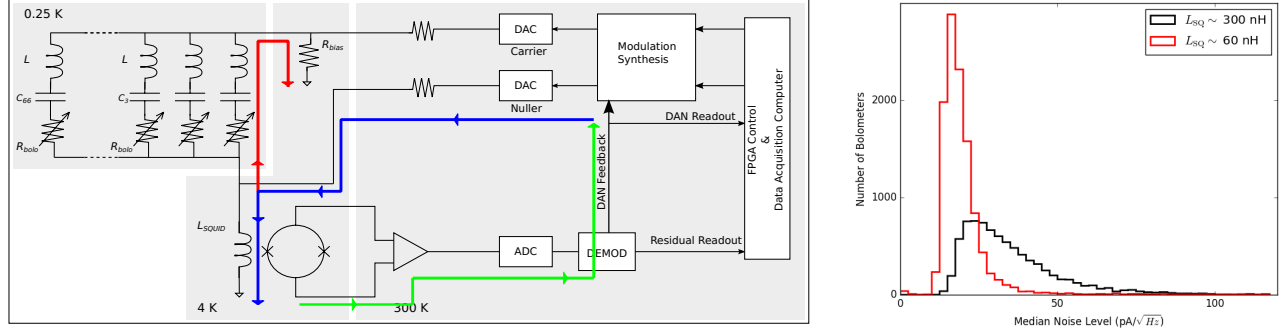 0.25 K
L
L
C66
C3
Rbolo
Rbolo
Rbias
DAC
Carrier
DAC
Nuller
Modulation
Synthesis
DAN Readout
FPGA Control
&
Data Acquisition Computer
DAN Feedback
LSQUID
ADC
DEMOD
Residual Readout
4 K
300 K
LSQ ∼ 300 nH
LSQ ∼ 60 nH
Number of Bolometers
2000
1000
0
0
50
100
Median Noise Level (pA/√Hz)